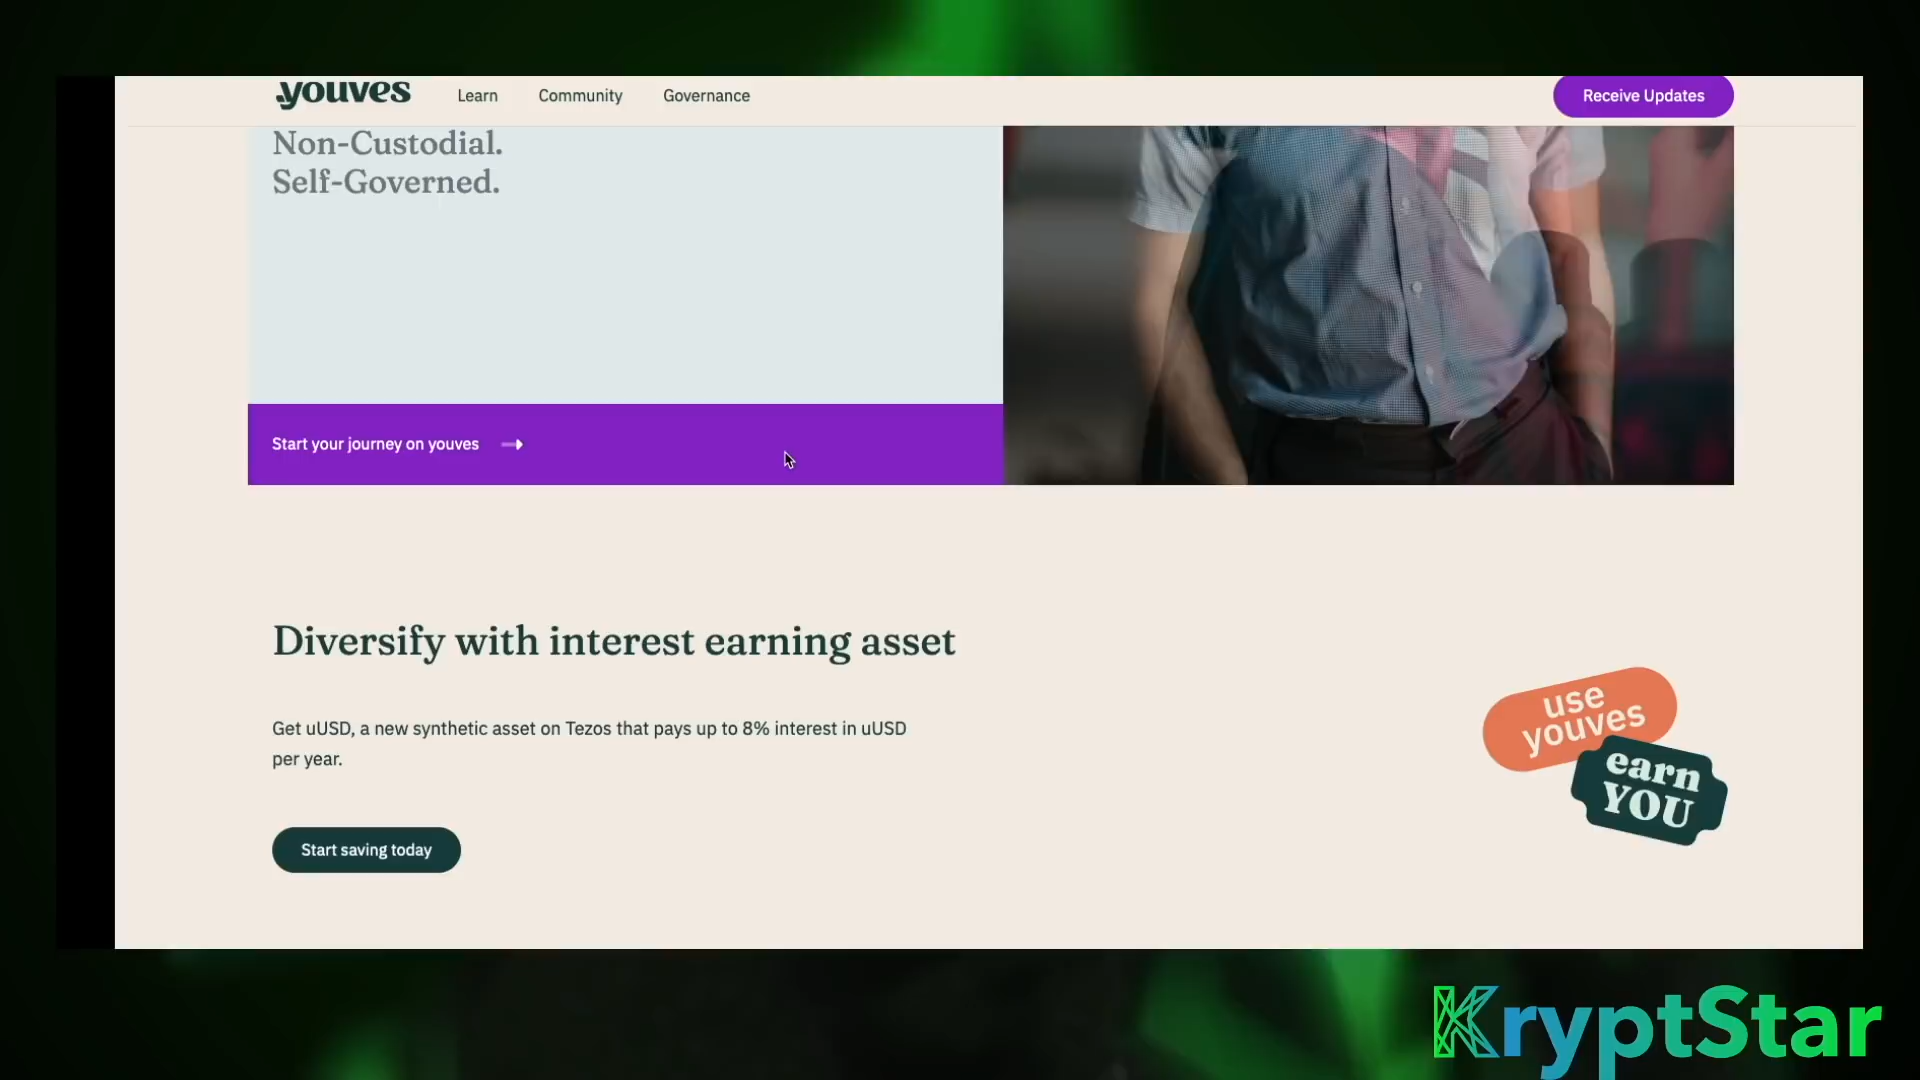 youves
Learn
Community
Governance
Receive Updates
Non-Custodial.
Self-Governed.
Start your journey on youves
Diversify with interest earning asset
Get uUSD, a new synthetic asset on Tezos that pays up to 8% interest in uUSD
per year.
Start saving today
use
youves
earn
YOU
KryptStar